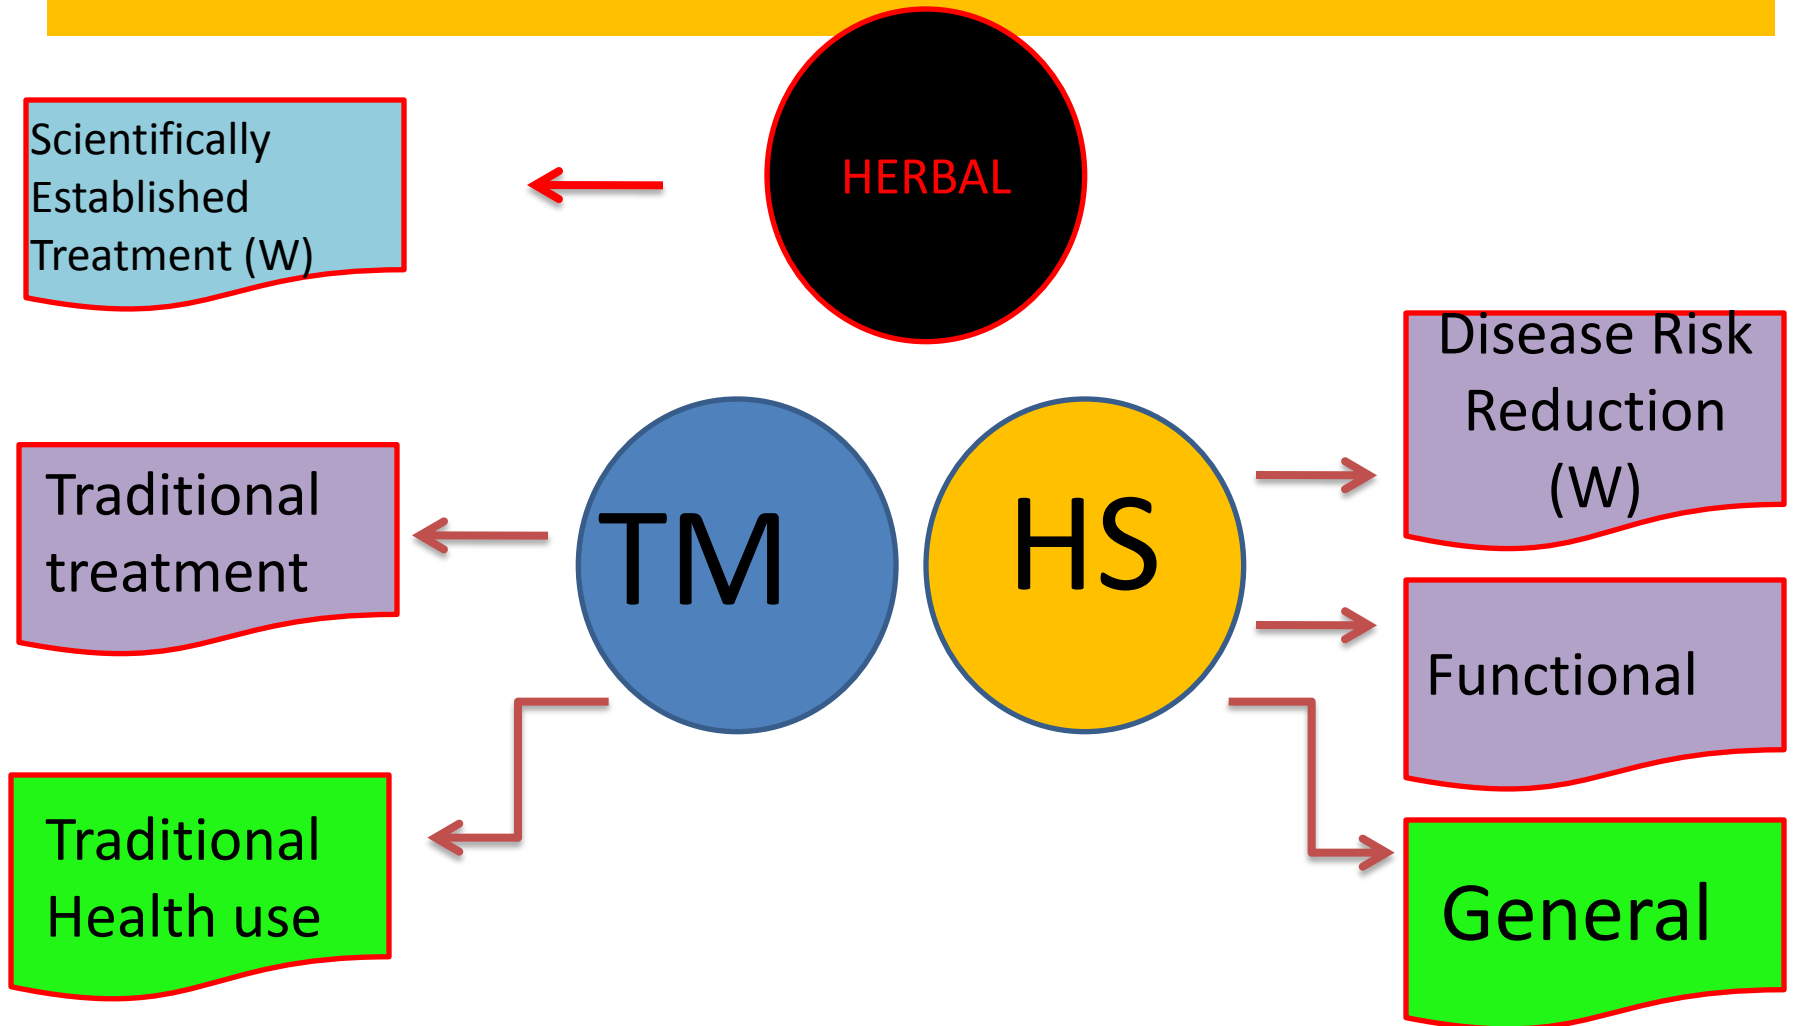 HERBAL
Scientifically
Established
Treatment (W)
TM
HS
Traditional
treatment
Traditional
Health use
Disease Risk
Reduction
(W)
Functional
General